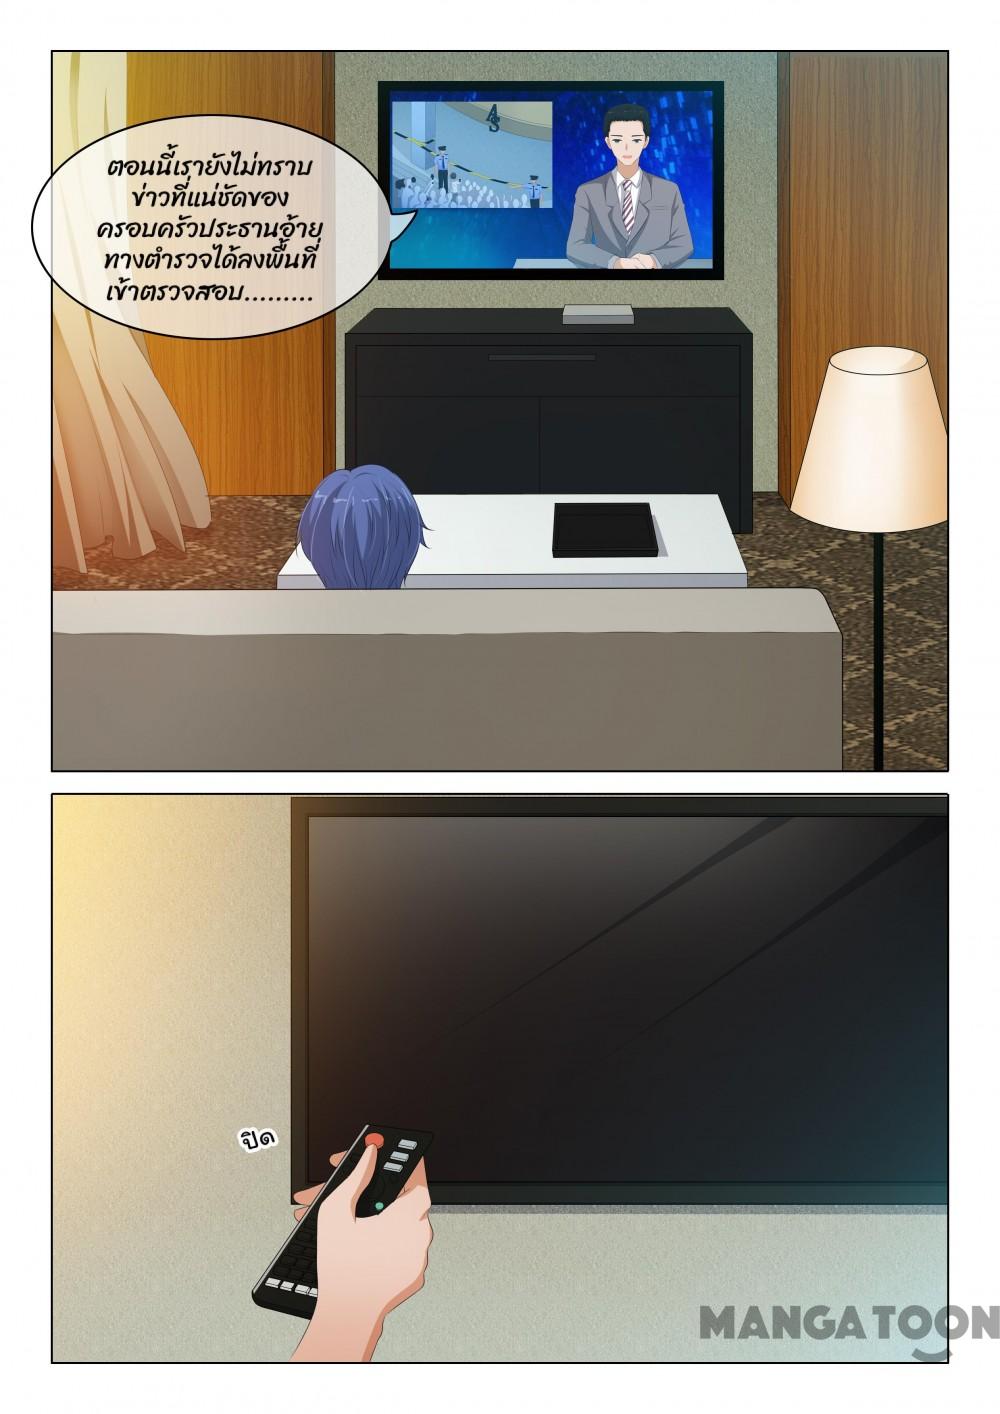 A
S
ตอนนี้เรายังไม่ทราบ
ข่าวที่แน่ชัดของ
ครอบครัวประธานอ้าย
ทางตำรวจได้ลงพื้นที่
เข้าตรวจสอบ.........
ปิด
MANGATOON